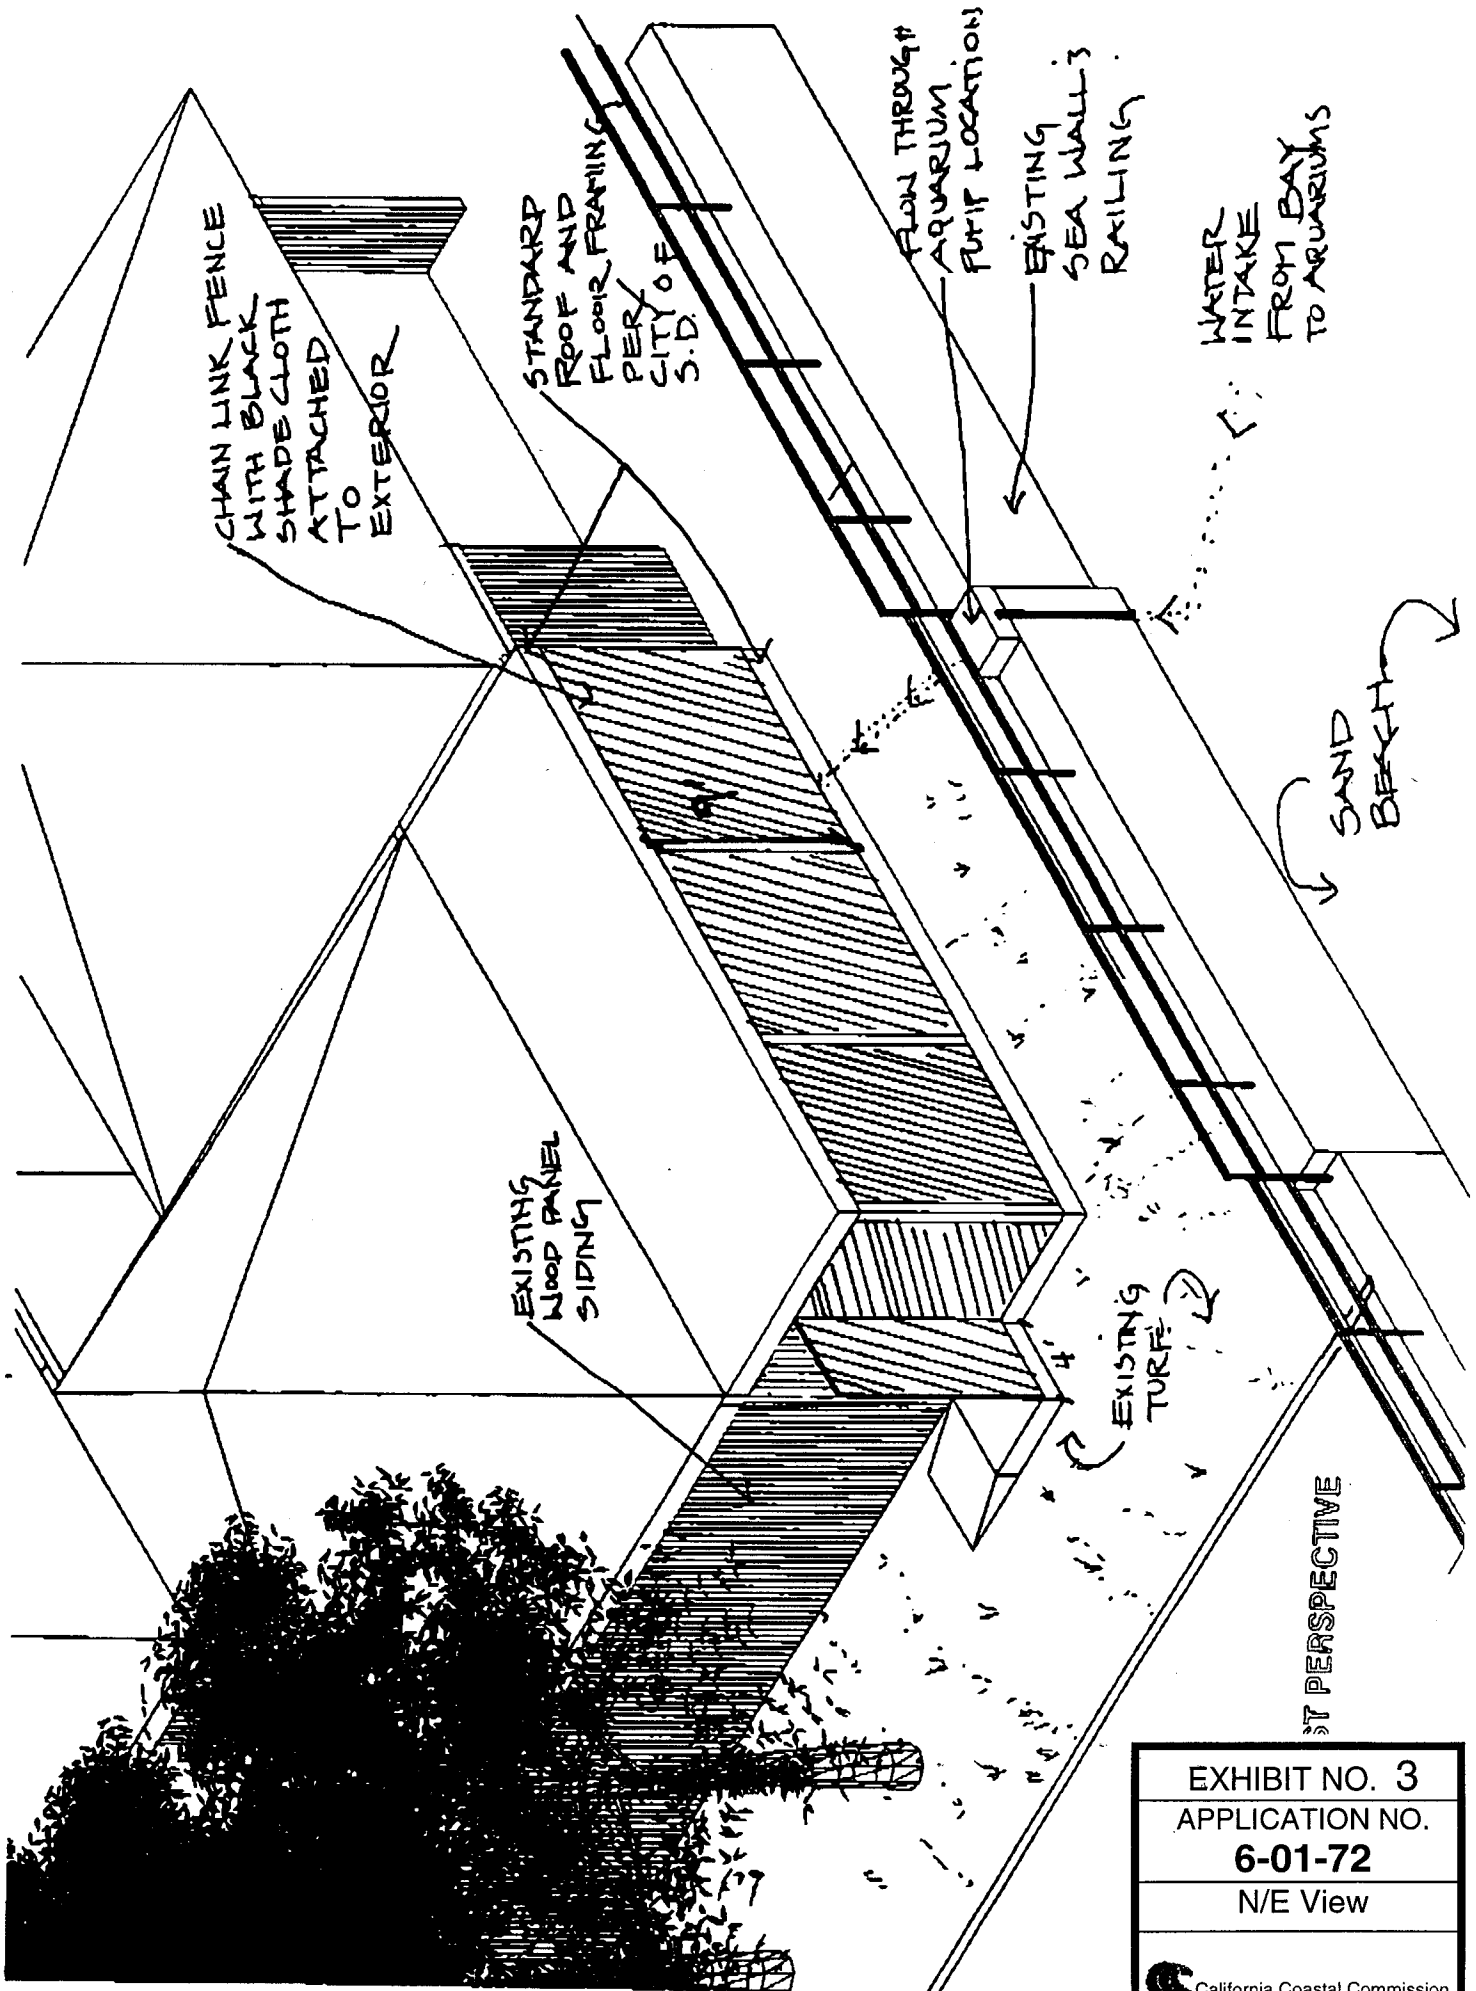 CHAIN LINK FENCE
WITH BLACK
SHADE CLOTH
ATTACHED
TO
EXTERIOR
STANDARD
ROOF AND
FLOOR FRAMING
PER
CITY OF
S.D.
FLOW THROUGH
AQUARIUM
PUMP LOCATION
EXISTING
SEA WALL &
RAILING
WATER
INTAKE
FROM BAY
TO AQUARIUMS
SAND
BEACH
9'
EXISTING
WOOD PANEL
SIDING
4'
EXISTING
TURF
ST PERSPECTIVE
EXHIBIT NO. 3
APPLICATION NO.
6-01-72
N/E View
California Coastal Commission